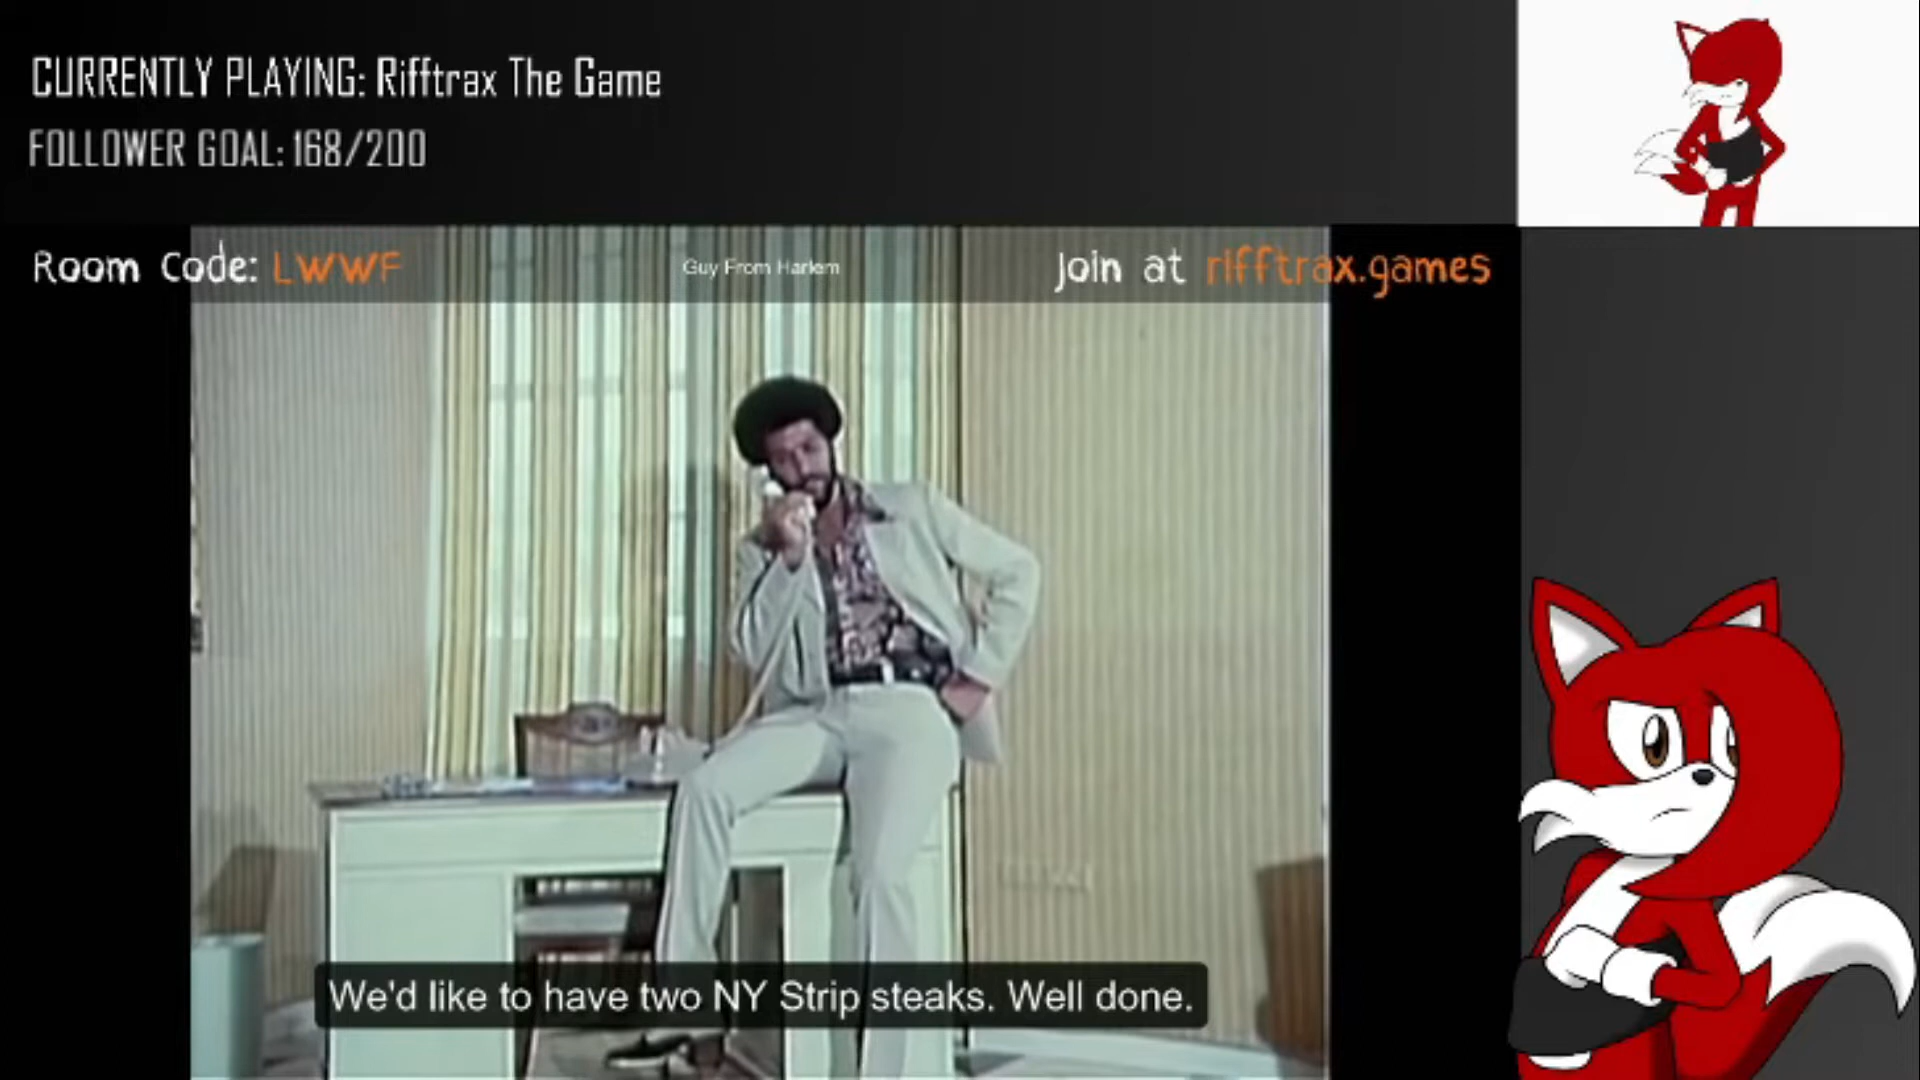 CURRENTLY PLAYING: Rifftrax The Game
FOLLOWER GOAL: 168/200
Room Code: LWWF
Guy From Harlem
Join at rifftrax.games
We'd like to have two NY Strip steaks. Well done.